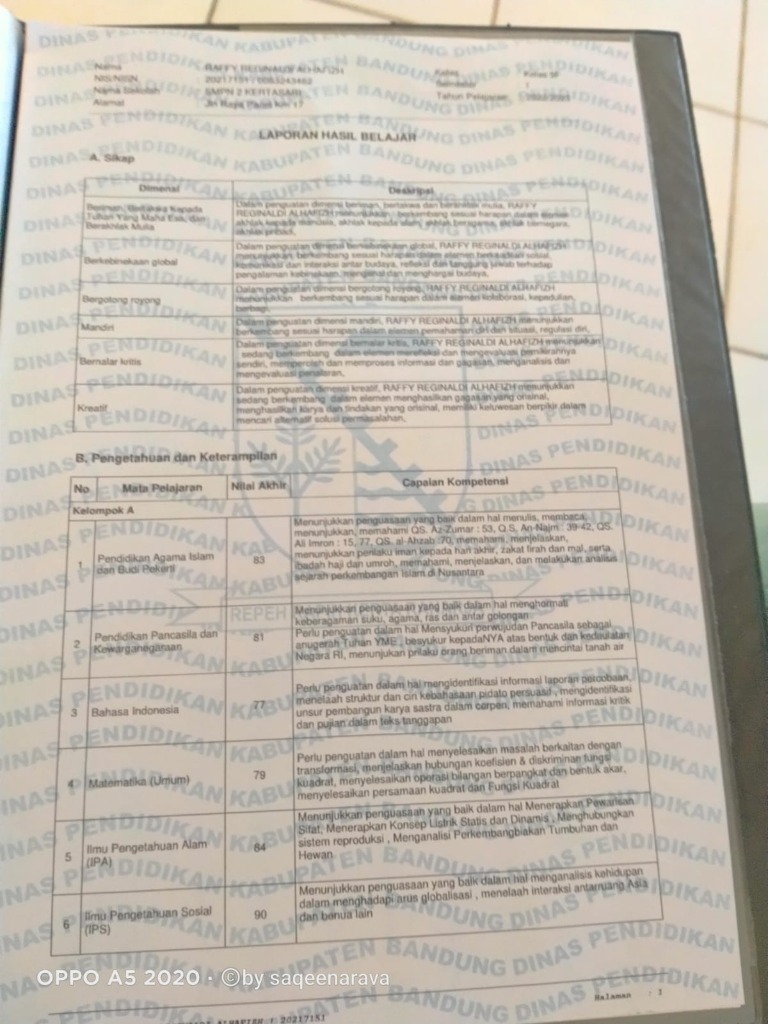 DINAS PENDIDIKAN KABUPATEN BANDUNG DINAS PENDIDIKAN
Nama : RAFFY REGINALDI ALHAFIZH
NIS/NISN : 20217151 /
Nama Sekolah : SMPN 2 KERTASARI
Alamat : Jln Raya
Kelas :
Semester : 1
Tahun Pelajaran :
LAPORAN HASIL BELAJAR
A. Sikap
Dimensi Deskripsi
Beriman, Bertakwa Kepada
Tuhan Yang Maha Esa, dan
Berakhlak Mulia
Dalam penguatan dimensi beriman, bertakwa dan berakhlak mulia, RAFFY
REGINALDI ALHAFIZH menunjukkan berkembang sesuai harapan dalam elemen
akhlak kepada manusia, akhlak kepada alam, akhlak beragama, akhlak bernegara,
akhlak pribadi,
Berkebinekaan global
Dalam penguatan dimensi berkebinekaan global, RAFFY REGINALDI ALHAFIZH
menunjukkan berkembang sesuai harapan dalam elemen berkeadilan sosial,
komunikasi dan interaksi antar budaya, refleksi dan tanggung jawab terhadap
pengalaman kebinekaan, mengenal dan menghargai budaya,
Bergotong royong
Dalam penguatan dimensi bergotong royong, RAFFY REGINALDI ALHAFIZH
menunjukkan berkembang sesuai harapan dalam elemen kolaborasi, kepedulian,
berbagi,
Mandiri
Dalam penguatan dimensi mandiri, RAFFY REGINALDI ALHAFIZH menunjukkan
berkembang sesuai harapan dalam elemen pemahaman diri dan situasi, regulasi diri,
Bernalar kritis
Dalam penguatan dimensi bernalar kritis, RAFFY REGINALDI ALHAFIZH menunjukkan
sedang berkembang dalam elemen merefleksi dan mengevaluasi pemikirannya
sendiri, memperoleh dan memproses informasi dan gagasan, menganalisis dan
mengevaluasi penalaran,
Kreatif
Dalam penguatan dimensi kreatif, RAFFY REGINALDI ALHAFIZH menunjukkan
sedang berkembang dalam elemen menghasilkan gagasan yang orisinal,
menghasilkan karya dan tindakan yang orisinal, memiliki keluwesan berpikir dalam
mencari alternatif solusi permasalahan,
B. Pengetahuan dan Keterampilan
No Mata Pelajaran Nilai Akhir Capaian Kompetensi
Kelompok A
1 Pendidikan Agama Islam
dan Budi Pekerti
83
Menunjukkan penguasaan yang baik dalam hal menulis, membaca,
menunjukkan, memahami QS. Az-Zumar : 53, Q.S, An-Najm : 39-42, QS.
Ali Imron : 15, 77, QS. al-Ahzab :70, memahami, menjelaskan,
menunjukkan perilaku iman kepada hari akhir, zakat firah dan mal, serta
ibadah haji dan umroh, memahami, menjelaskan, dan melakukan analisis
sejarah perkembangan Islam di Nusantara
2 Pendidikan Pancasila dan
Kewarganegaraan
81
Menunjukkan penguasaan yang baik dalam hal menghormati
keberagaman suku, agama, ras dan antar golongan
Perlu penguatan dalam hal Mensyukuri perwujudan Pancasila sebagai
anugerah Tuhan YME, besyukur kepadaNYA atas bentuk dan kedaulatan
Negara RI, menunjukan prilaku orang beriman dalam mencintai tanah air
3 Bahasa Indonesia
77
Perlu penguatan dalam hal mengidentifikasi informasi laporan percobaan,
menelaah struktur dan ciri kebahasaan pidato persuasif, mengidentifikasi
unsur pembangun karya sastra dalam cerpen, memahami informasi kritik
dan pujian dalam teks tanggapan
4 Matematika (Umum)
79
Perlu penguatan dalam hal menyelesaikan masalah berkaitan dengan
transformasi, menjelaskan hubungan koefisien & diskriminan fungsi
kuadrat, menyelesaikan operasi bilangan berpangkat dan bentuk akar,
menyelesaikan persamaan kuadrat dan Fungsi Kuadrat
5 Ilmu Pengetahuan Alam
(IPA)
84
Menunjukkan penguasaan yang baik dalam hal Menerapkan Pewarisan
Sifat, Menerapkan Konsep Listrik Statis dan Dinamis , Menghubungkan
sistem reproduksi , Menganalisi Perkembangbiakan Tumbuhan dan
Hewan
6 Ilmu Pengetahuan Sosial
(IPS)
90
Menunjukkan penguasaan yang baik dalam hal menganalisis kehidupan
dalam menghadapi arus globalisasi , menelaah interaksi antarruang Asia
dan benua lain
REPEH
Halaman : 1
ALHAFIZH : 20217151
OPPO A5 2020 · ©by saqeenarava